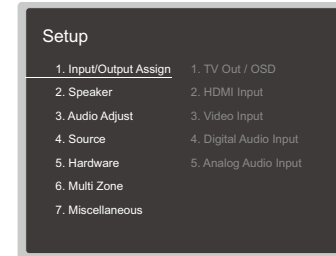 Setup
1. Input/Output Assign
2. Speaker
3. Audio Adjust
4. Source
5. Hardware
6. Multi Zone
7. Miscellaneous
1. TV Out / OSD
2. HDMI Input
3. Video Input
4. Digital Audio Input
5. Analog Audio Input